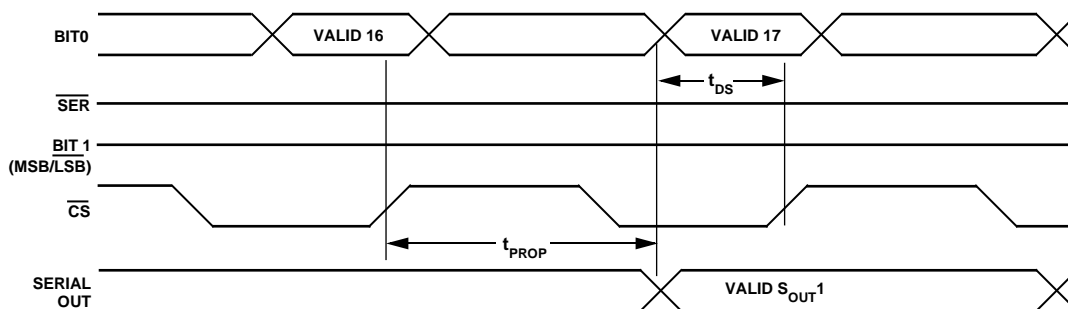 BIT0
VALID 16
VALID 17
tDS
SER
BIT 1
(MSB/LSB)
CS
tPROP
SERIAL
OUT
VALID SOUT1